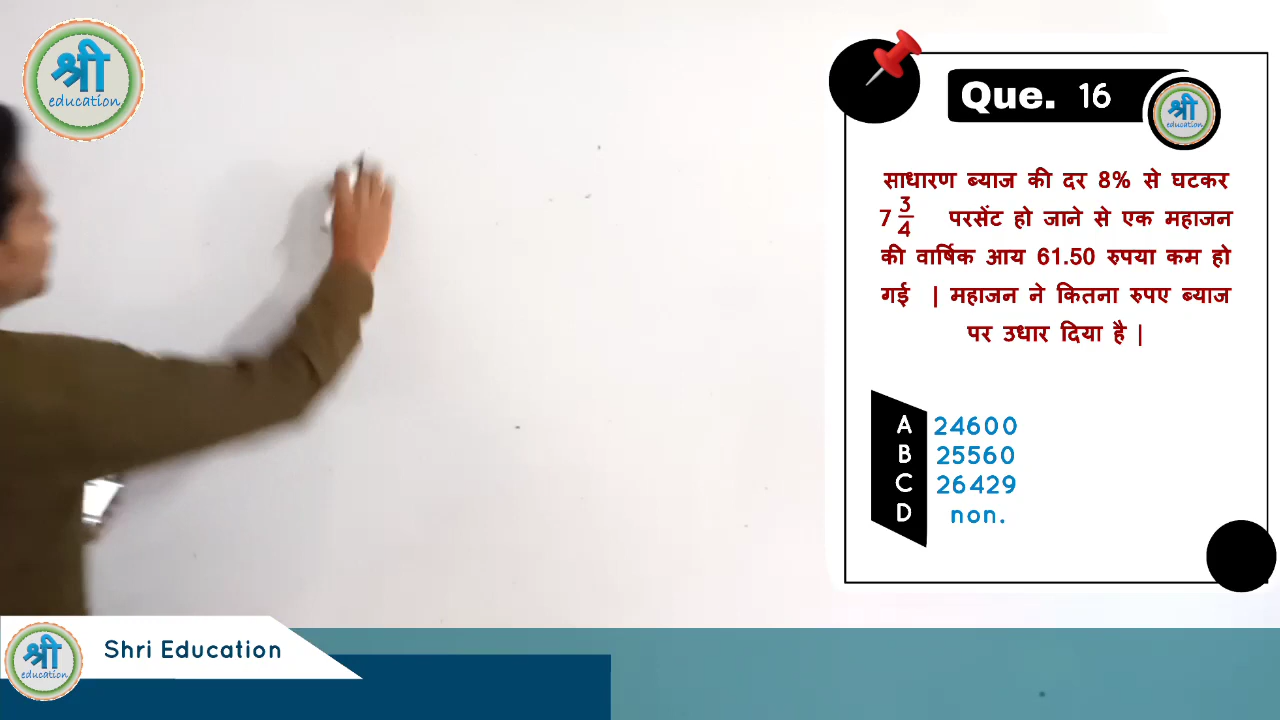 श्री
education
Que. 16
श्री
education
साधारण ब्याज की दर 8% से घटकर
7 3/4 परसेंट हो जाने से एक महाजन
की वार्षिक आय 61.50 रुपया कम हो
गई | महाजन ने कितना रुपए ब्याज
पर उधार दिया है |
A 24600
B 25560
C 26429
D non.
श्री
education
Shri Education